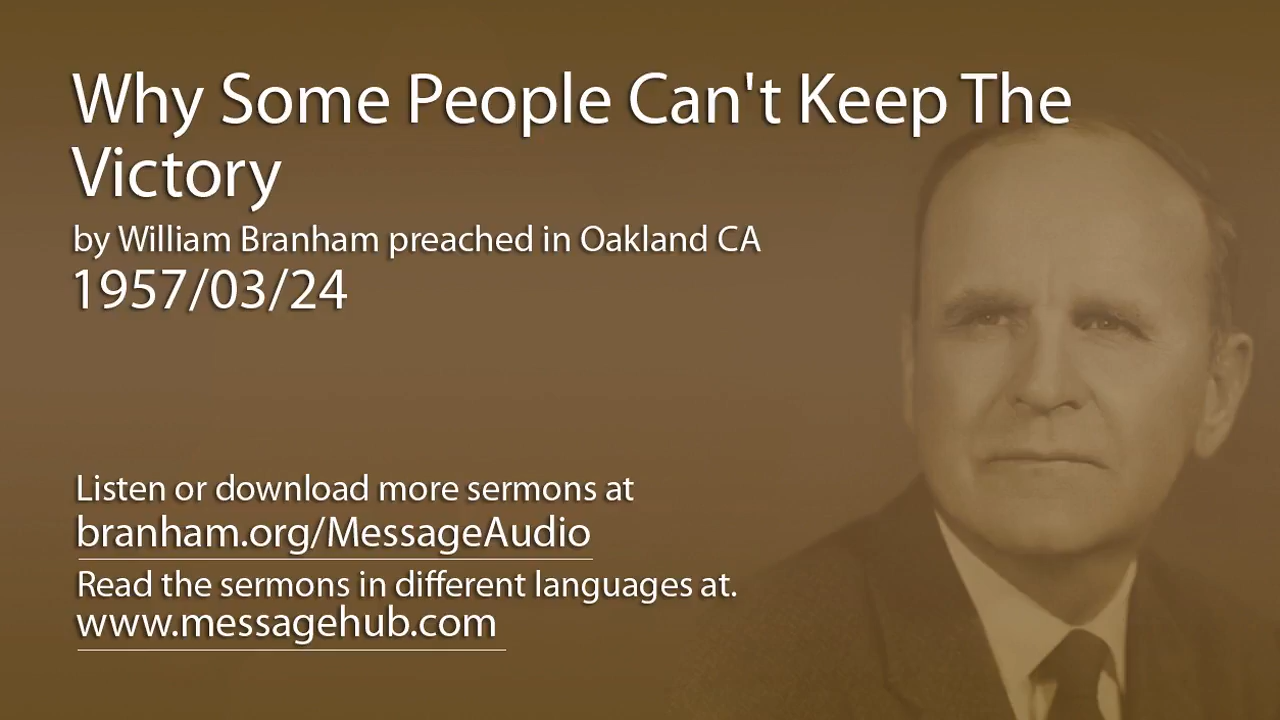 Why Some People Can't Keep The
Victory
by William Branham preached in Oakland CA
1957/03/24
Listen or download more sermons at
branham.org/MessageAudio
Read the sermons in different languages at.
www.messagehub.com